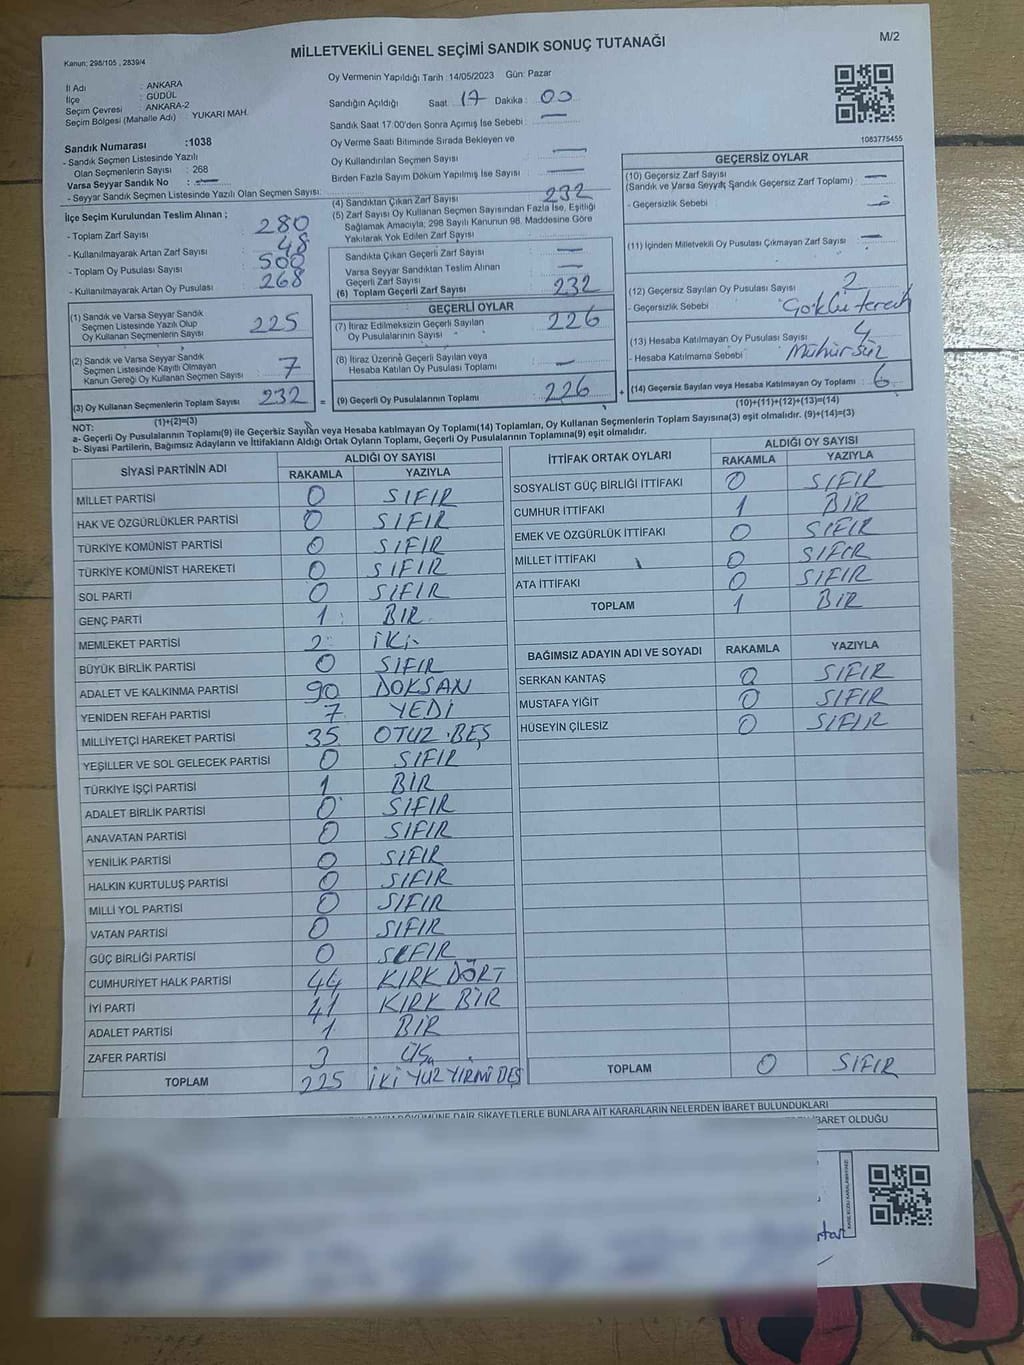 MİLLETVEKİLİ GENEL SEÇİMİ SANDIK SONUÇ TUTANAĞI
M/2
Kanun; 298/105 , 2839/4
İl Adı : ANKARA
İlçe : GÜDÜL
Seçim Çevresi : ANKARA-2
Seçim Bölgesi (Mahalle Adı) YUKARI MAH.
Sandık Numarası :1038
- Sandık Seçmen Listesinde Yazılı
Olan Seçmenlerin Sayısı : 268
Varsa Seyyar Sandık No : —
- Seyyar Sandık Seçmen Listesinde Yazılı Olan Seçmen Sayısı:
İlçe Seçim Kurulundan Teslim Alınan ;
- Toplam Zarf Sayısı 280
- Kullanılmayarak Artan Zarf Sayısı 48
- Toplam Oy Pusulası Sayısı 500
- Kullanılmayarak Artan Oy Pusulası 268
(1) Sandık ve Varsa Seyyar Sandık
Seçmen Listesinde Yazılı Olup
Oy Kullanan Seçmenlerin Sayısı 225
(2) Sandık ve Varsa Seyyar Sandık
Seçmen Listesinde Kayıtlı Olmayan
Kanun Gereği Oy Kullanan Seçmen Sayısı 7
(3) Oy Kullanan Seçmenlerin Toplam Sayısı 232 =
(1)+(2)=(3)
Oy Vermenin Yapıldığı Tarih :14/05/2023 Gün: Pazar
Sandığın Açıldığı Saat 17 Dakika : 00
Sandık Saat 17:00'den Sonra Açımış İse Sebebi : —
Oy Verme Saati Bitiminde Sırada Bekleyen ve
Oy Kullandırılan Seçmen Sayısı —
Birden Fazla Sayım Döküm Yapılmış İse Sayısı —
(4) Sandıktan Çıkan Zarf Sayısı 232
(5) Zarf Sayısı Oy Kullanan Seçmen Sayısından Fazla İse, Eşitliği
Sağlamak Amacıyla; 298 Sayılı Kanunun 98. Maddesine Göre
Yakılarak Yok Edilen Zarf Sayısı
Sandıkta Çıkan Geçerli Zarf Sayısı —
Varsa Seyyar Sandıktan Teslim Alınan
Geçerli Zarf Sayısı —
(6) Toplam Geçerli Zarf Sayısı 232
GEÇERLİ OYLAR
(7) İtiraz Edilmeksizin Geçerli Sayılan
Oy Pusulalarının Sayısı 226
(8) İtiraz Üzerine Geçerli Sayılan veya
Hesaba Katılan Oy Pusulası Toplamı —
(9) Geçerli Oy Pusulalarının Toplamı 226 +
1083775455
GEÇERSİZ OYLAR
(10) Geçersiz Zarf Sayısı —
(Sandık ve Varsa Seyyar Sandık Geçersiz Zarf Toplamı)
- Geçersizlik Sebebi —
(11) İçinden Milletvekili Oy Pusulası Çıkmayan Zarf Sayısı —
(12) Geçersiz Sayılan Oy Pusulası Sayısı 2
- Geçersizlik Sebebi Çoklu tercih
(13) Hesaba Katılmayan Oy Pusulası Sayısı 4
- Hesaba Katılmama Sebebi Mühürsüz
(14) Geçersiz Sayılan veya Hesaba Katılmayan Oy Toplamı : 6
(10)+(11)+(12)+(13)=(14)
NOT:
a- Geçerli Oy Pusulalarının Toplamı(9) ile Geçersiz Sayılan veya Hesaba katılmayan Oy Toplamı(14) Toplamları, Oy Kullanan Seçmenlerin Toplam Sayısına(3) eşit olmalıdır. (9)+(14)=(3)
b- Siyasi Partilerin, Bağımsız Adayların ve İttifakların Aldığı Ortak Oyların Toplamı, Geçerli Oy Pusulalarının Toplamına(9) eşit olmalıdır.
SİYASİ PARTİNİN ADI ALDIĞI OY SAYISI
RAKAMLA YAZIYLA
MİLLET PARTİSİ 0 SIFIR
HAK VE ÖZGÜRLÜKLER PARTİSİ 0 SIFIR
TÜRKİYE KOMÜNİST PARTİSİ 0 SIFIR
TÜRKİYE KOMÜNİST HAREKETİ 0 SIFIR
SOL PARTİ 0 SIFIR
GENÇ PARTİ 1 BİR
MEMLEKET PARTİSİ 2 İKİ
BÜYÜK BİRLİK PARTİSİ 0 SIFIR
ADALET VE KALKINMA PARTİSİ 90 DOKSAN
YENİDEN REFAH PARTİSİ 7 YEDİ
MİLLİYETÇİ HAREKET PARTİSİ 35 OTUZ BEŞ
YEŞİLLER VE SOL GELECEK PARTİSİ 0 SIFIR
TÜRKİYE İŞÇİ PARTİSİ 1 BİR
ADALET BİRLİK PARTİSİ 0 SIFIR
ANAVATAN PARTİSİ 0 SIFIR
YENİLİK PARTİSİ 0 SIFIR
HALKIN KURTULUŞ PARTİSİ 0 SIFIR
MİLLİ YOL PARTİSİ 0 SIFIR
VATAN PARTİSİ 0 SIFIR
GÜÇ BİRLİĞİ PARTİSİ 0 SIFIR
CUMHURİYET HALK PARTİSİ 44 KIRK DÖRT
İYİ PARTİ 41 KIRK BİR
ADALET PARTİSİ 1 BİR
ZAFER PARTİSİ 3 ÜÇ
TOPLAM 225 İKİ YÜZ YİRMİ BEŞ
İTTİFAK ORTAK OYLARI ALDIĞI OY SAYISI
RAKAMLA YAZIYLA
SOSYALİST GÜÇ BİRLİĞİ İTTİFAKI 0 SIFIR
CUMHUR İTTİFAKI 1 BİR
EMEK VE ÖZGÜRLÜK İTTİFAKI 0 SIFIR
MİLLET İTTİFAKI 0 SIFIR
ATA İTTİFAKI 0 SIFIR
TOPLAM 1 BİR
BAĞIMSIZ ADAYIN ADI VE SOYADI RAKAMLA YAZIYLA
SERKAN KANTAŞ 0 SIFIR
MUSTAFA YİĞİT 0 SIFIR
HÜSEYİN ÇİLESİZ 0 SIFIR
TOPLAM 0 SIFIR
DÖKÜMÜNE DAİR ŞİKAYETLERLE BUNLARA AİT KARARLARIN NELERDEN İBARET BULUNDUKLARI
İBARET OLDUĞU